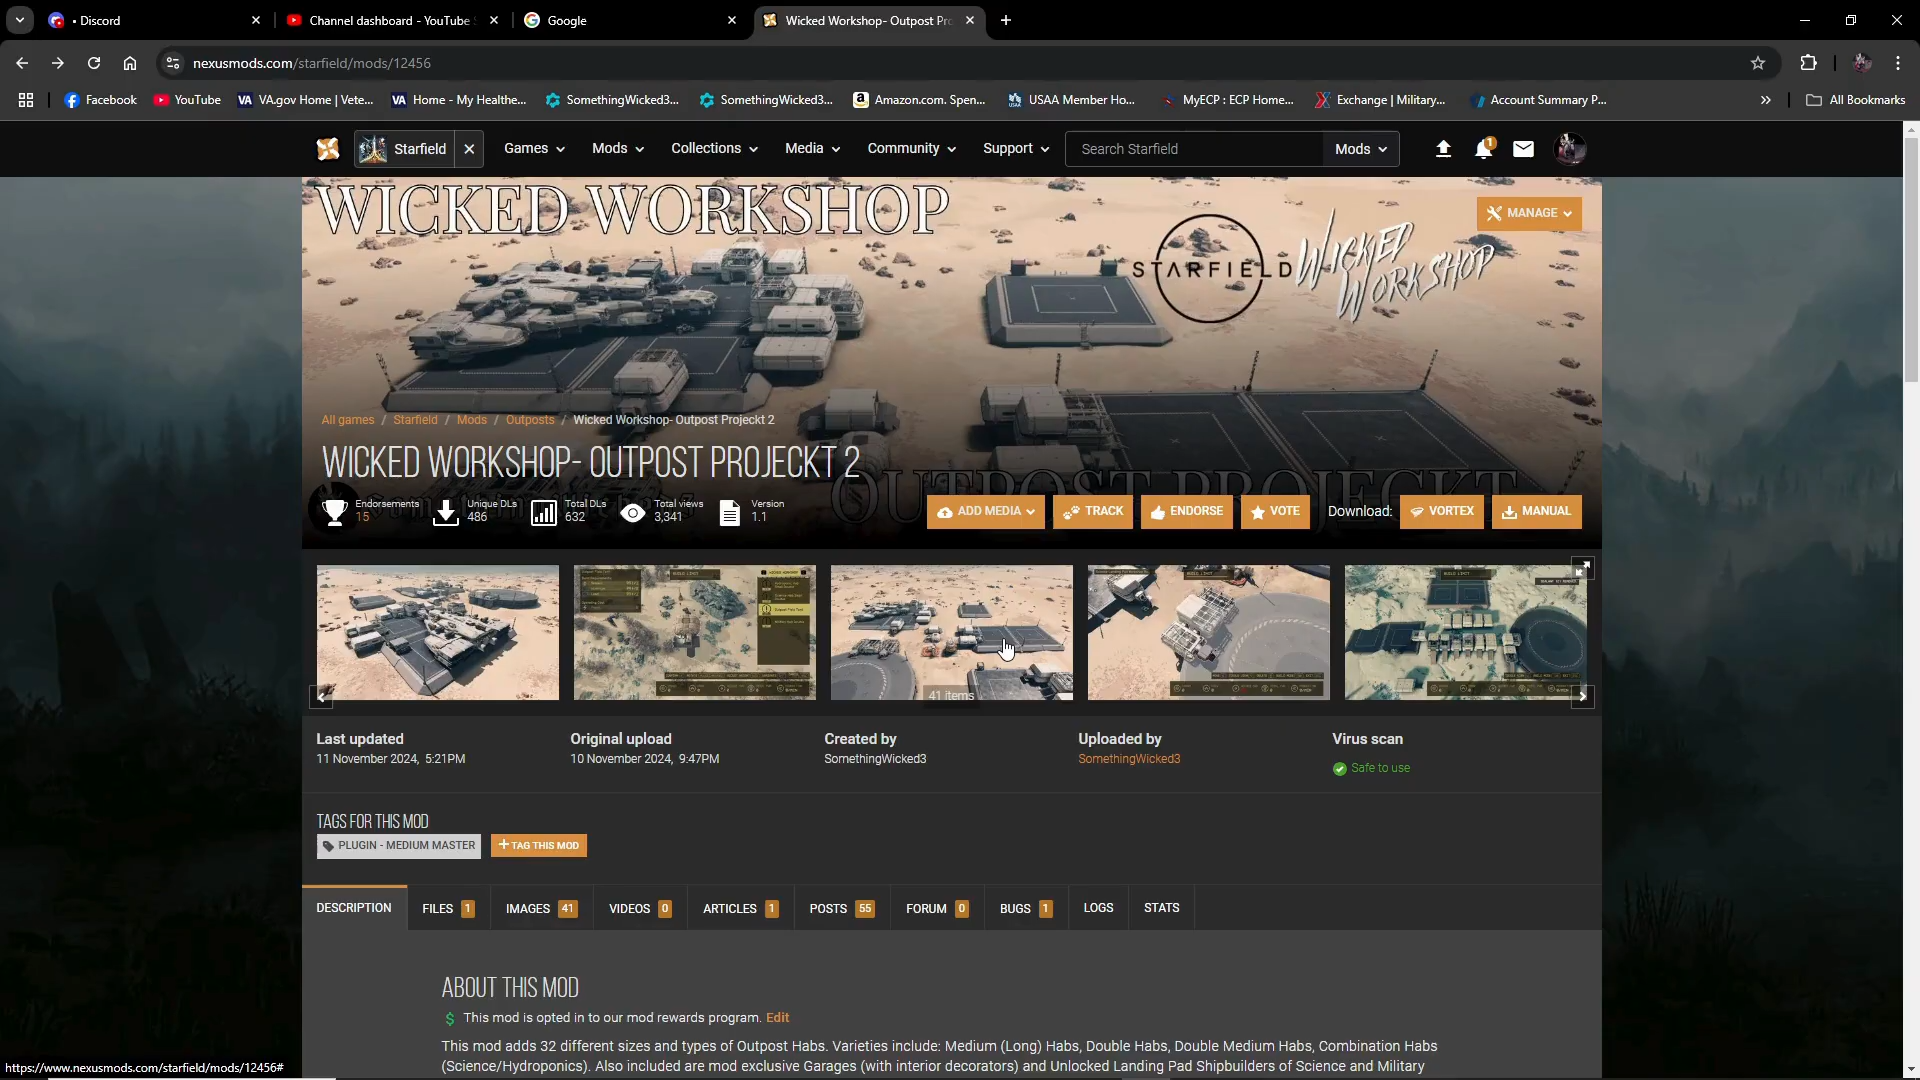 Discord
Channel dashboard - YouTube S
Google
Wicked Workshop- Outpost Pro
nexusmods.com/starfield/mods/12456
Facebook
YouTube
VA.gov Home | Vete...
Home - My Healthe...
SomethingWicked3...
SomethingWicked3...
Amazon.com. Spen...
USAA Member Ho...
MyECP : ECP Home...
Exchange | Military...
Account Summary P...
All Bookmarks
Starfield
Games
Mods
Collections
Media
Community
Support
Search Starfield
Mods
1
WICKED WORKSHOP
STARFIELD
WICKED WORKSHOP
MANAGE
All games / Starfield / Mods / Outposts / Wicked Workshop- Outpost Projeckt 2
WICKED WORKSHOP- OUTPOST PROJECKT 2
OUTPOST PROJECKT
Endorsements
15
Unique DLs
486
Total DLs
632
Total views
3,341
Version
1.1
ADD MEDIA
TRACK
ENDORSE
VOTE
Download:
VORTEX
MANUAL
41 items
Last updated
11 November 2024, 5:21PM
Original upload
10 November 2024, 9:47PM
Created by
SomethingWicked3
Uploaded by
SomethingWicked3
Virus scan
Safe to use
TAGS FOR THIS MOD
PLUGIN - MEDIUM MASTER
+ TAG THIS MOD
DESCRIPTION
FILES 1
IMAGES 41
VIDEOS 0
ARTICLES 1
POSTS 55
FORUM 0
BUGS 1
LOGS
STATS
ABOUT THIS MOD
$ This mod is opted in to our mod rewards program. Edit
This mod adds 32 different sizes and types of Outpost Habs. Varieties include: Medium (Long) Habs, Double Habs, Double Medium Habs, Combination Habs
(Science/Hydroponics). Also included are mod exclusive Garages (with interior decorators) and Unlocked Landing Pad Shipbuilders of Science and Military
https://www.nexusmods.com/starfield/mods/12456#